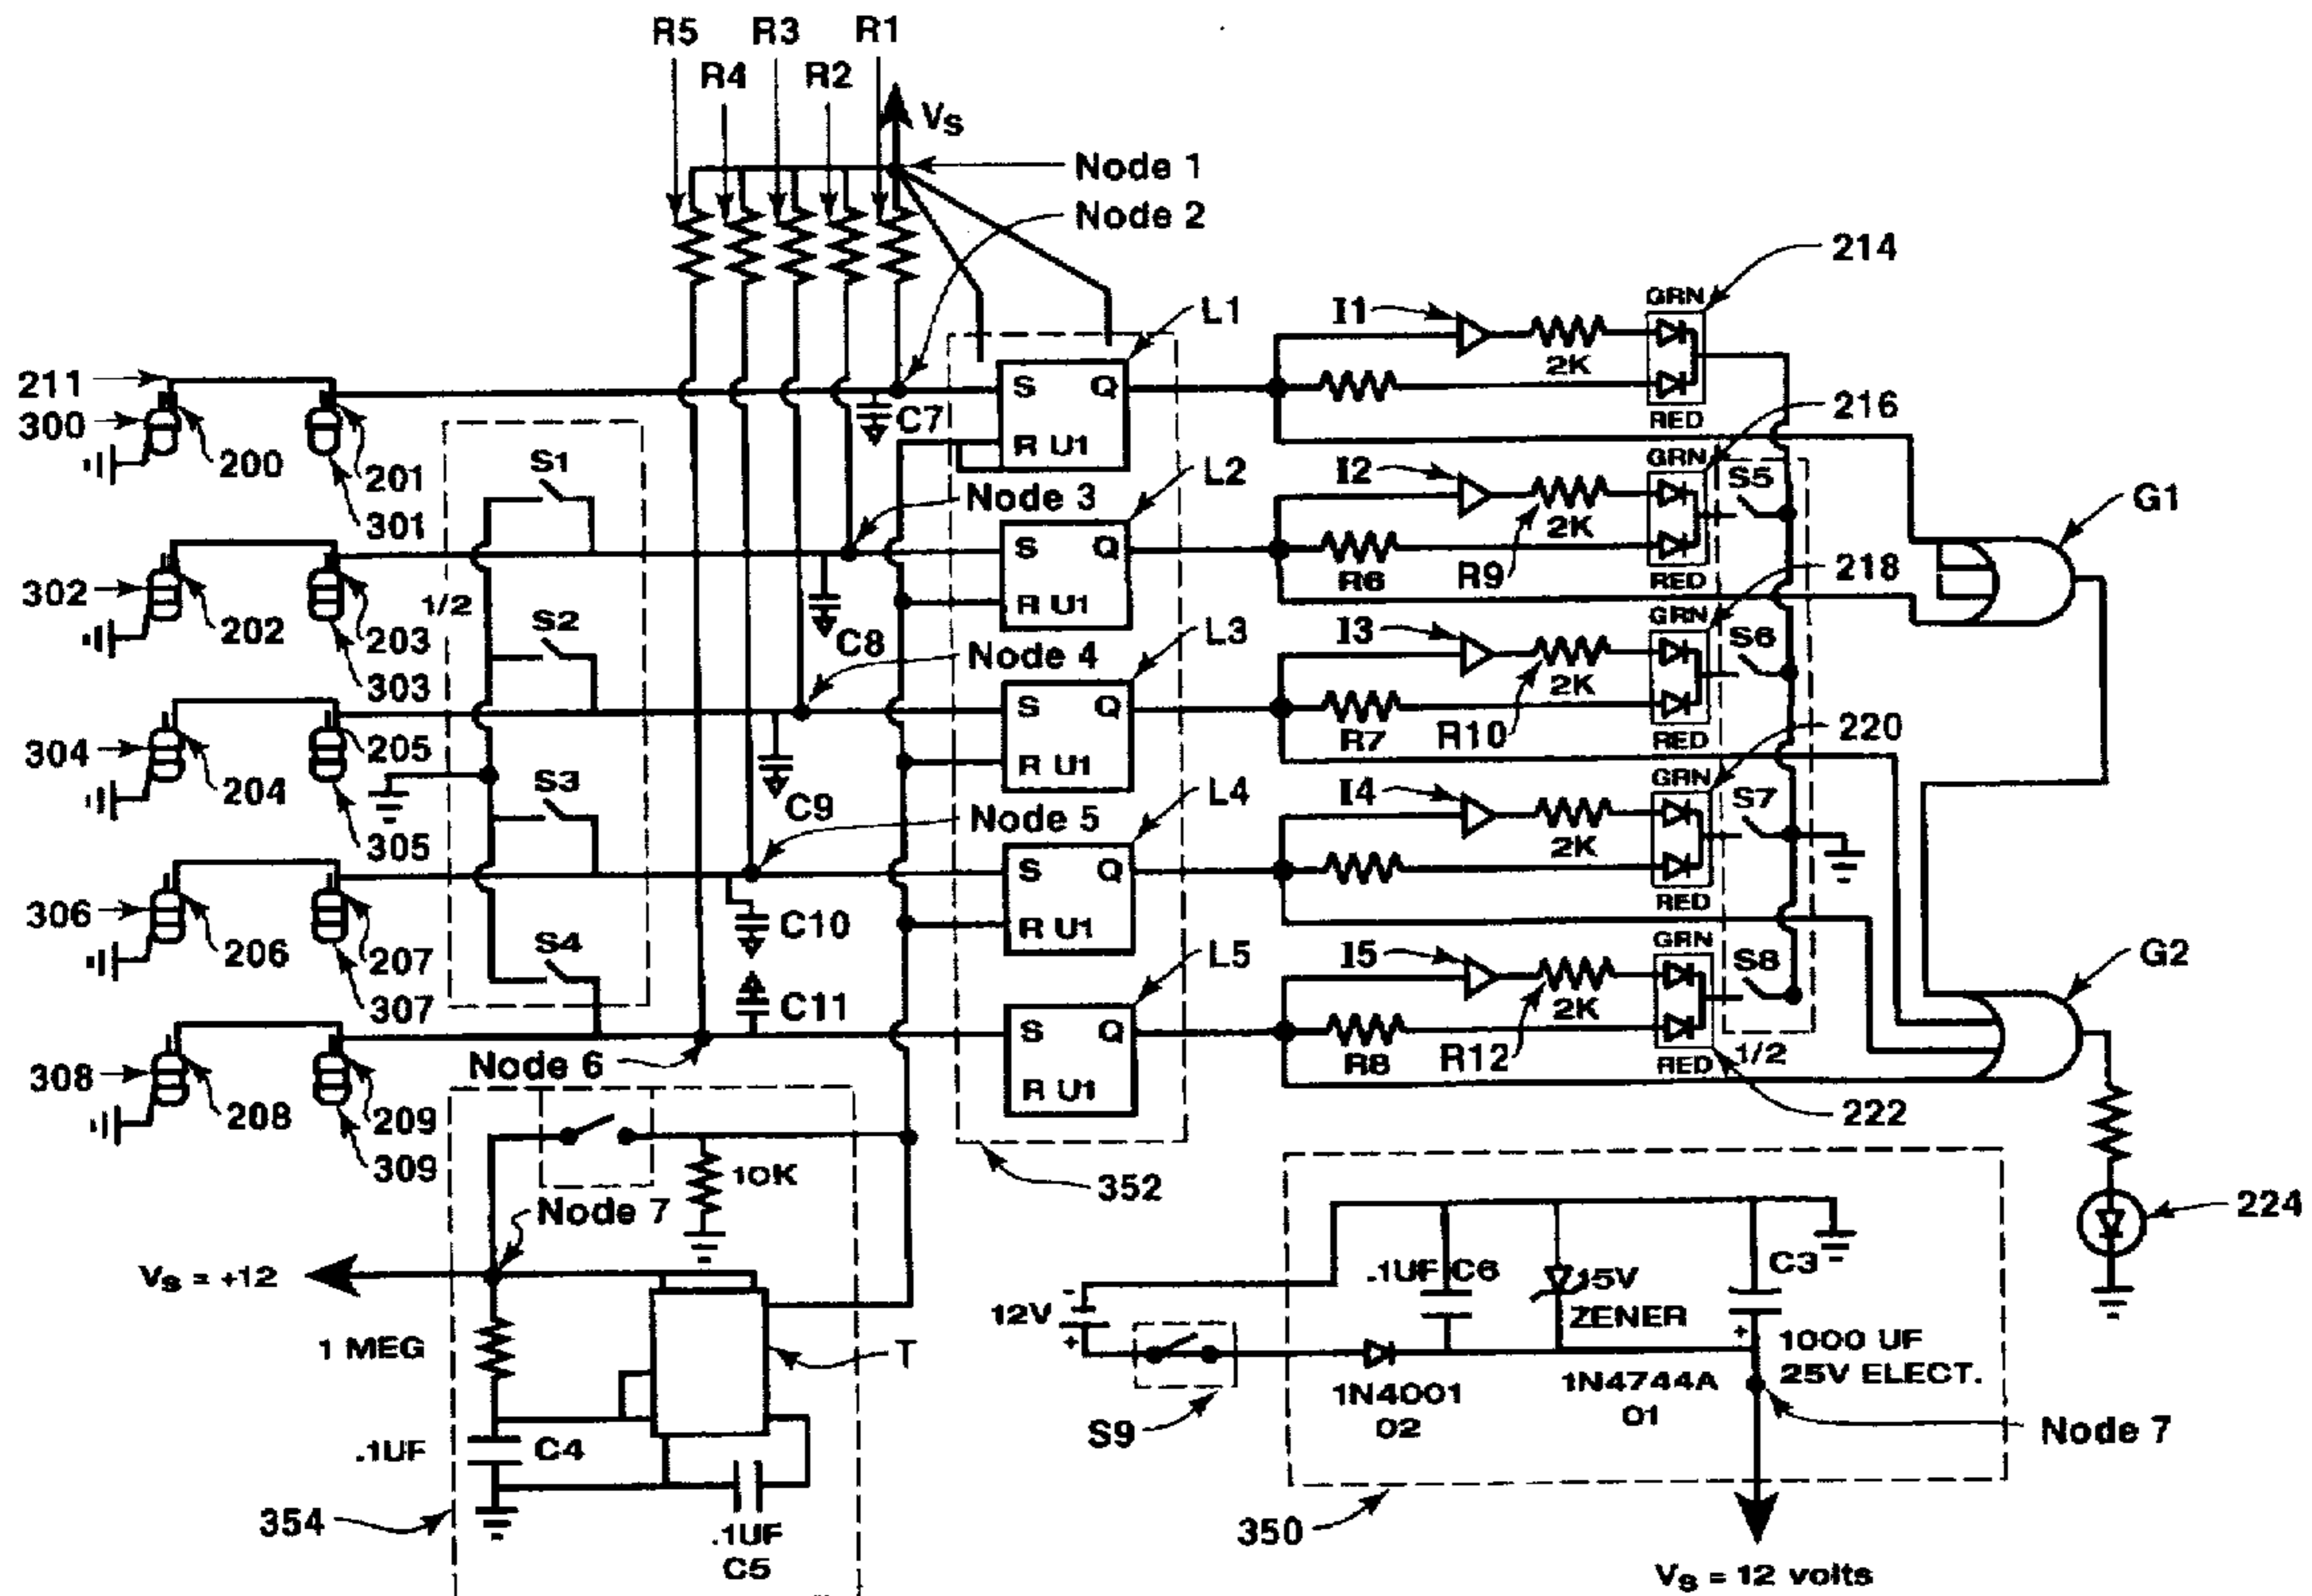 R5 R3 R1
R4 R2
Vs
Node 1
Node 2
214
L1 I1 GRN
211
300
2K
216
S Q
C7
RED
200 201
S1
R U1
L2 I2 GRN S5
G1
301
Node 3
2K
302
S Q
R6 R9
RED
218
1/2
202 203
S2
C8
R U1
L3 I3 GRN S6
303
Node 4
2K
304
205
S Q
R7 R10
RED
220
204
S3
C9
R U1
L4 I4 GRN S7
305
Node 5
2K
306
S Q
RED
206 207
S4
C10
R U1
L5 I5 GRN S8
G2
307
C11
2K
308
Node 6
S Q
R8 R12
RED 1/2
208 209
R U1
222
309
10K
352
224
Node 7
Vs = +12
.1UF C6
15V
ZENER
C3
12V
-
+
+
1 MEG
T
1000 UF
25V ELECT.
1N4001
02
1N4744A
01
S9
Node 7
.1UF C4
354
350
.1UF
C5
Vs = 12 volts